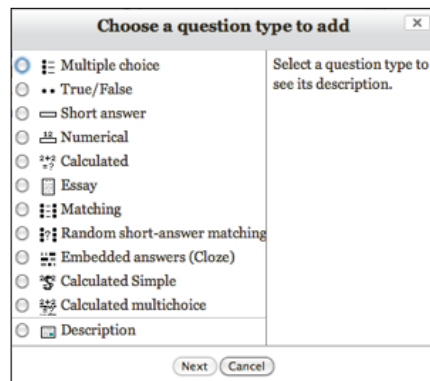 Choose a question type to add
Multiple choice
True/False
Short answer
Numerical
Calculated
Essay
Matching
Random short-answer matching
Embedded answers (Cloze)
Calculated Simple
Calculated multichoice
Description
Select a question type to
see its description.
Next Cancel